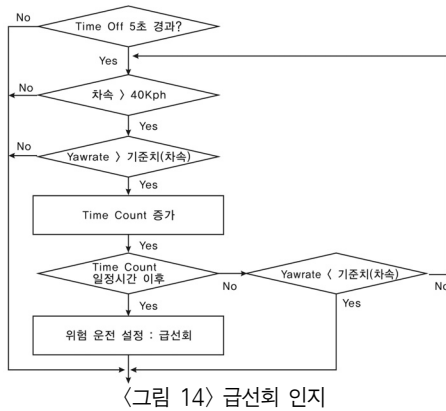 No
Time Off 5초 경과?
Yes
No
차속 > 40Kph
Yes
No
Yawrate > 기준치(차속)
Yes
Time Count 증가
Yes
Time Count
일정시간 이후
No
Yawrate < 기준치(차속)
No
Yes
Yes
위험 운전 설정 : 급선회
<그림 14> 급선회 인지